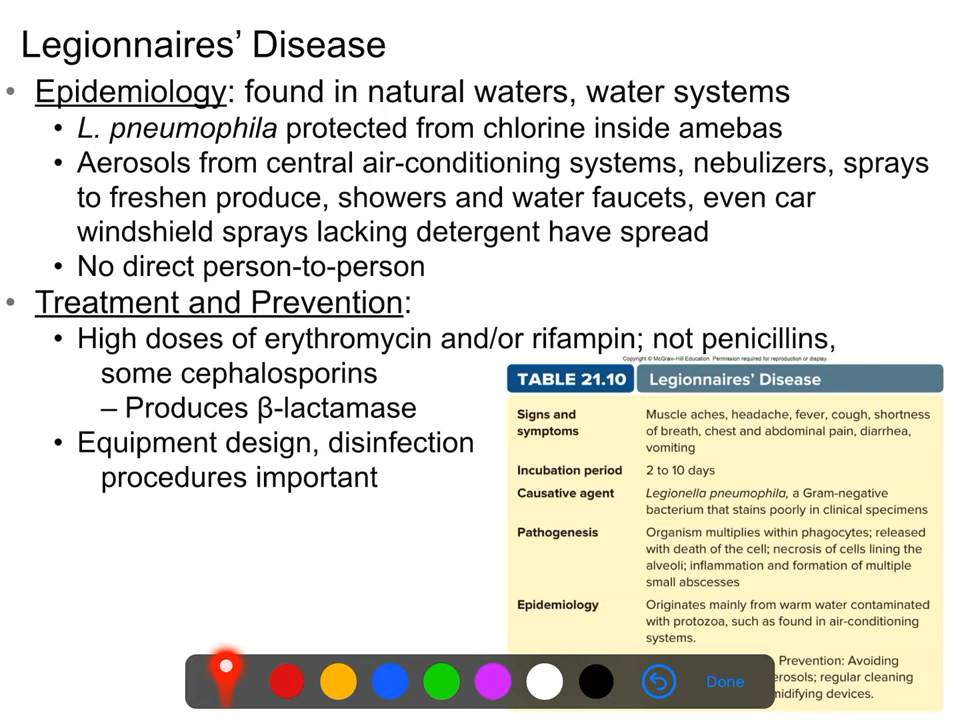 Legionnaires’ Disease
• Epidemiology: found in natural waters, water systems
• L. pneumophila protected from chlorine inside amebas
• Aerosols from central air-conditioning systems, nebulizers, sprays
to freshen produce, showers and water faucets, even car
windshield sprays lacking detergent have spread
• No direct person-to-person
• Treatment and Prevention:
• High doses of erythromycin and/or rifampin; not penicillins,
some cephalosporins
– Produces β-lactamase
• Equipment design, disinfection
procedures important
Copyright © McGraw-Hill Education. Permission required for reproduction or display.
TABLE 21.10 Legionnaires’ Disease
Signs and symptoms
Muscle aches, headache, fever, cough, shortness
of breath, chest and abdominal pain, diarrhea,
vomiting
Incubation period 2 to 10 days
Causative agent Legionella pneumophila, a Gram-negative
bacterium that stains poorly in clinical specimens
Pathogenesis Organism multiplies within phagocytes; released
with death of the cell; necrosis of cells lining the
alveoli; inflammation and formation of multiple
small abscesses
Epidemiology Originates mainly from warm water contaminated
with protozoa, such as found in air-conditioning
systems.
Prevention: Avoiding
regular cleaning
devices.
Done